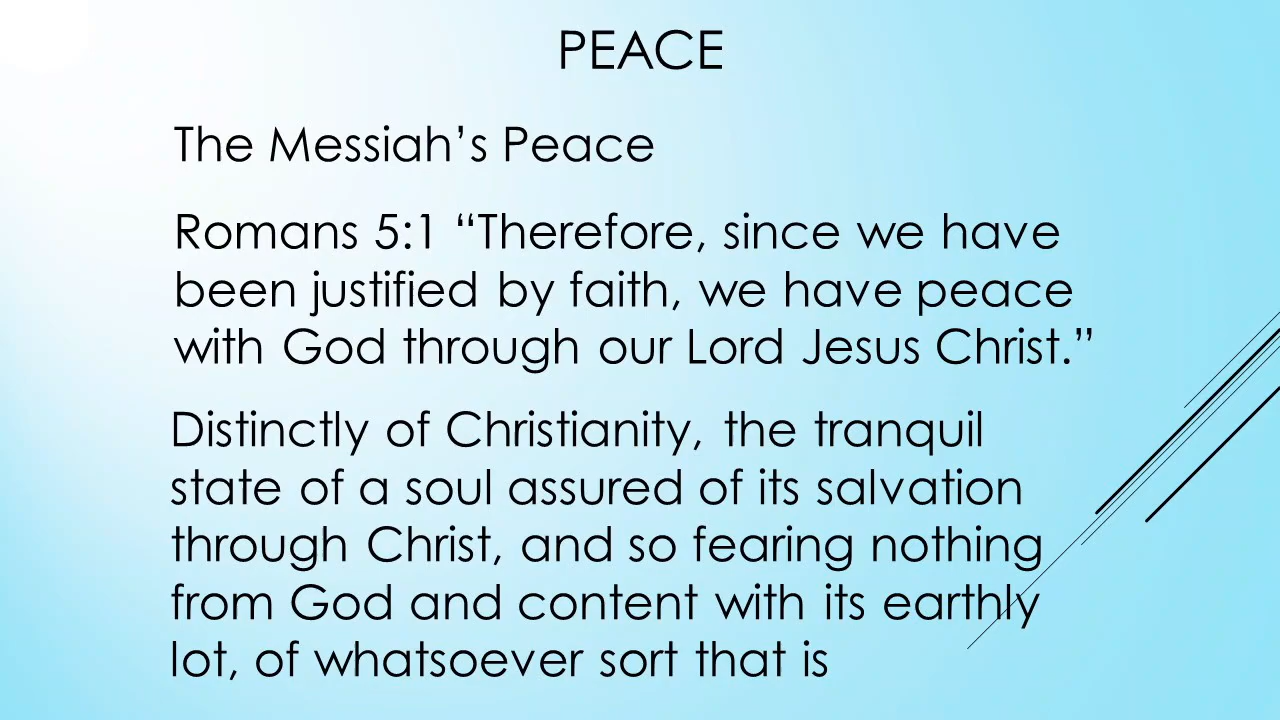 PEACE
The Messiah’s Peace
Romans 5:1 “Therefore, since we have
been justified by faith, we have peace
with God through our Lord Jesus Christ.”
Distinctly of Christianity, the tranquil
state of a soul assured of its salvation
through Christ, and so fearing nothing
from God and content with its earthly
lot, of whatsoever sort that is